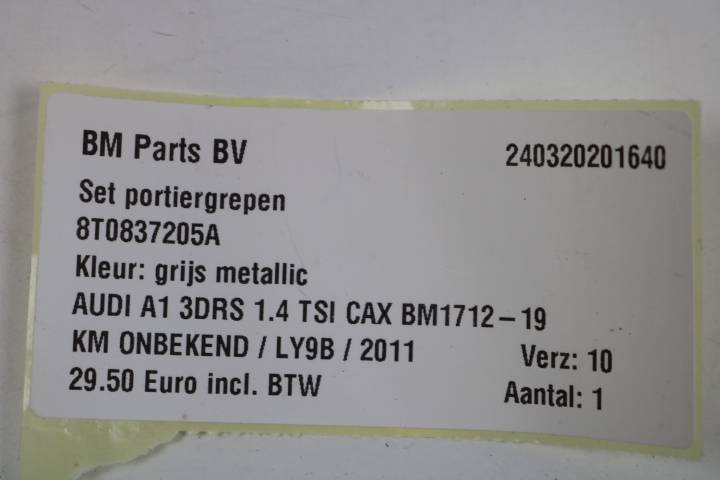 BM Parts BV 240320201640
Set portiergrepen
8T0837205A
Kleur: grijs metallic
AUDI A1 3DRS 1.4 TSI CAX BM1712-19
KM ONBEKEND / LY9B / 2011 Verz: 10
29.50 Euro incl. BTW Aantal: 1